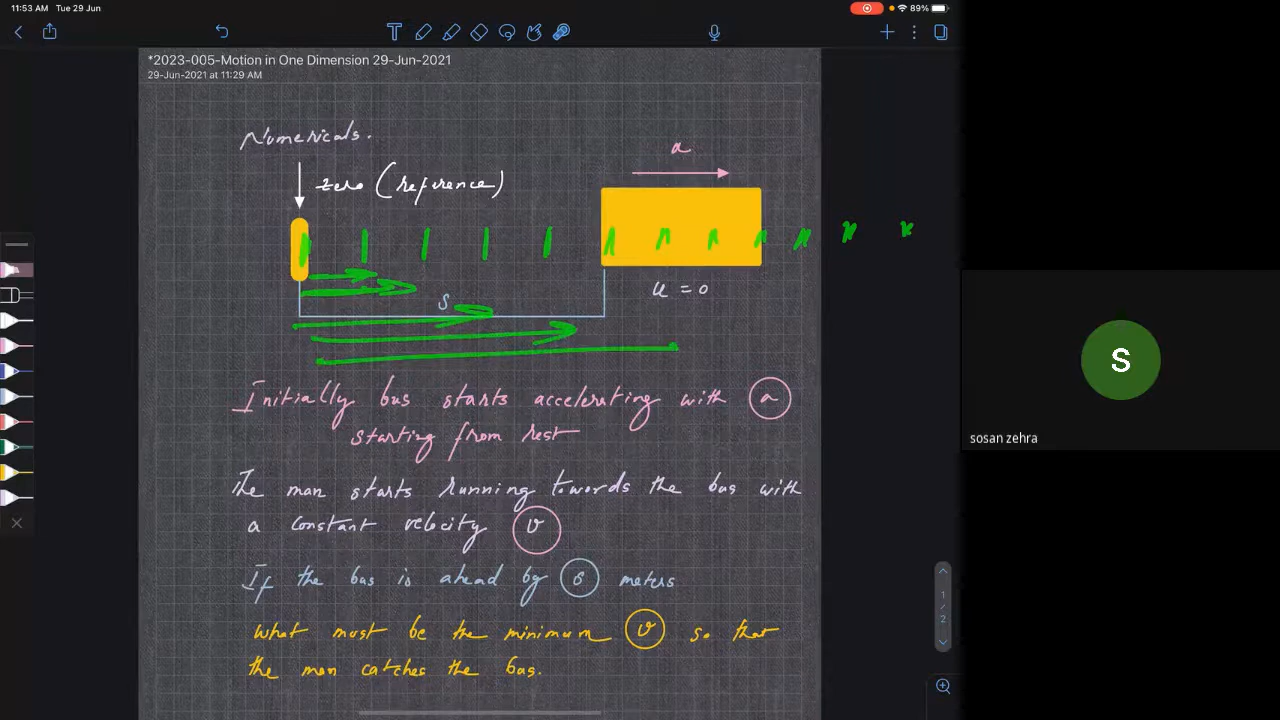 11:53 AM Tue 29 Jun
89%
*2023-005-Motion in One Dimension 29-Jun-2021
29-Jun-2021 at 11:29 AM
Numericals.
a
zero (reference)
S
u = 0
Initially bus starts accelerating with a
starting from rest
The man starts running towords the bus with
a constant velocity v
If the bus is ahead by s meters
What must be the minimum v so that
the man catches the bus.
1
/
2
S
sosan zehra